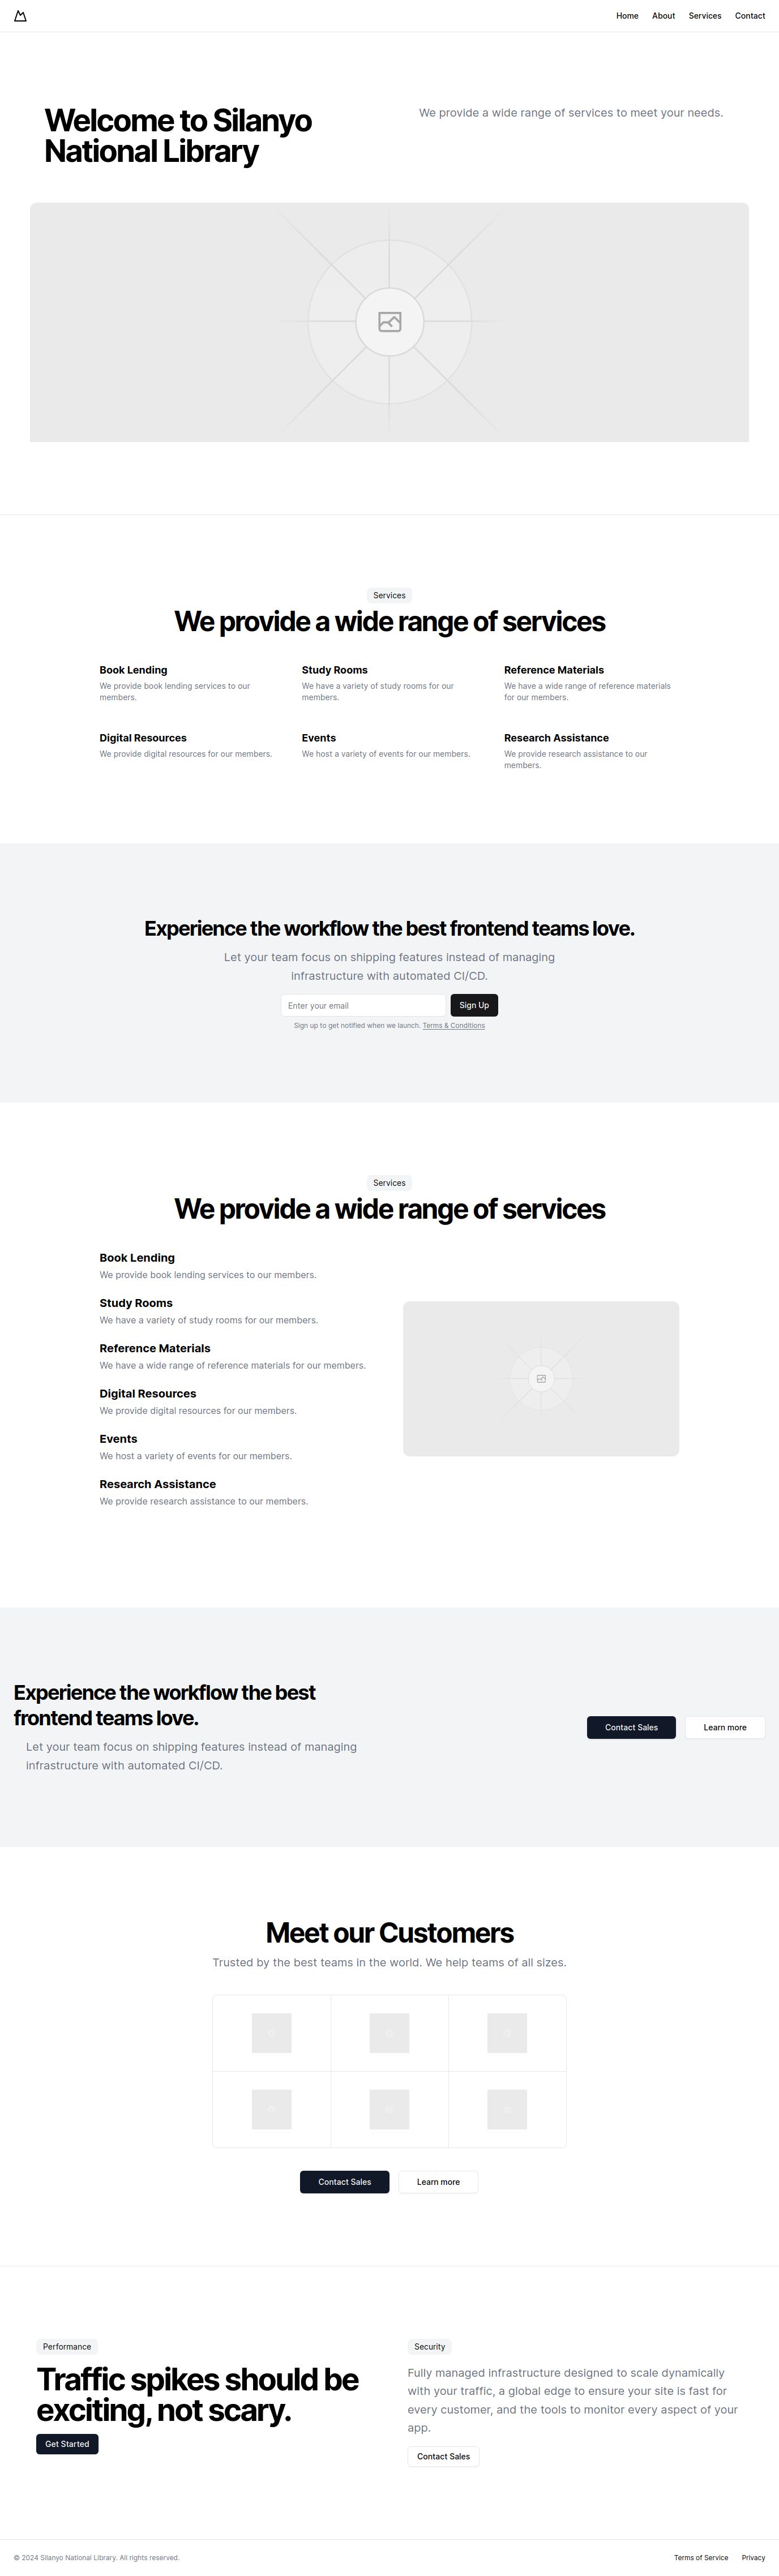 Home About Services Contact
Welcome to Silanyo
National Library
We provide a wide range of services to meet your needs.
Services
We provide a wide range of services
Book Lending
We provide book lending services to our
members.
Study Rooms
We have a variety of study rooms for our
members.
Reference Materials
We have a wide range of reference materials
for our members.
Digital Resources
We provide digital resources for our members.
Events
We host a variety of events for our members.
Research Assistance
We provide research assistance to our
members.
Experience the workflow the best frontend teams love.
Let your team focus on shipping features instead of managing
infrastructure with automated CI/CD.
Enter your email
Sign Up
Sign up to get notified when we launch. Terms & Conditions
Services
We provide a wide range of services
Book Lending
We provide book lending services to our members.
Study Rooms
We have a variety of study rooms for our members.
Reference Materials
We have a wide range of reference materials for our members.
Digital Resources
We provide digital resources for our members.
Events
We host a variety of events for our members.
Research Assistance
We provide research assistance to our members.
Experience the workflow the best
frontend teams love.
Let your team focus on shipping features instead of managing
infrastructure with automated CI/CD.
Contact Sales
Learn more
Meet our Customers
Trusted by the best teams in the world. We help teams of all sizes.
Contact Sales
Learn more
Performance
Traffic spikes should be
exciting, not scary.
Get Started
Security
Fully managed infrastructure designed to scale dynamically
with your traffic, a global edge to ensure your site is fast for
every customer, and the tools to monitor every aspect of your
app.
Contact Sales
© 2024 Silanyo National Library. All rights reserved.
Terms of Service Privacy